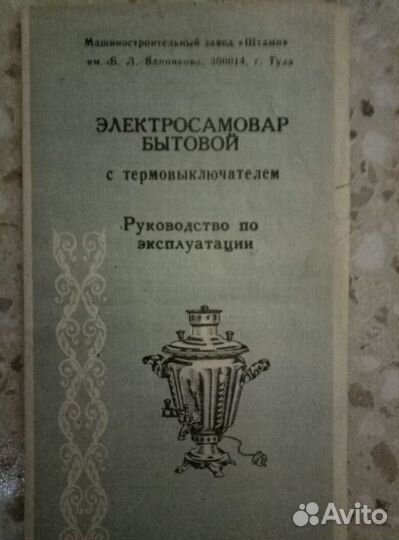 Машиностроительный завод «Штамп»
им. «Б. Л. Ванникова, 300014, г. Тула
ЭЛЕКТРОСАМОВАР
БЫТОВОЙ
с термовыключателем
Руководство по
эксплуатации
Avito